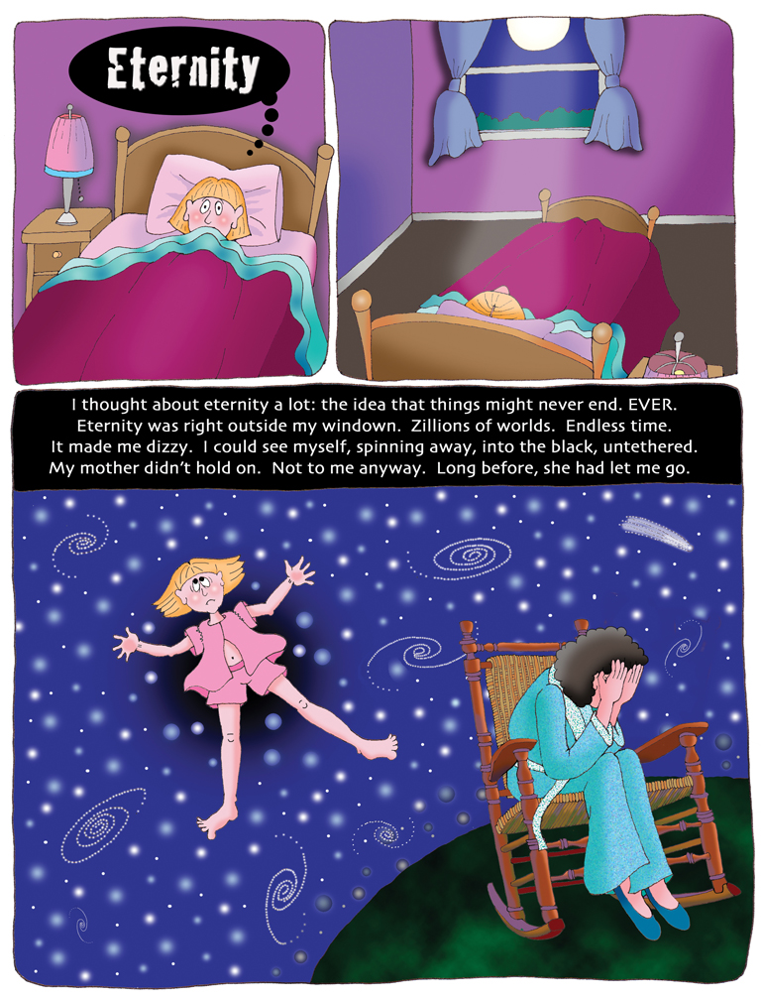 Eternity
I thought about eternity a lot: the idea that things might never end. EVER.
Eternity was right outside my windown. Zillions of worlds. Endless time.
It made me dizzy. I could see myself, spinning away, into the black, untethered.
My mother didn't hold on. Not to me anyway. Long before, she had let me go.